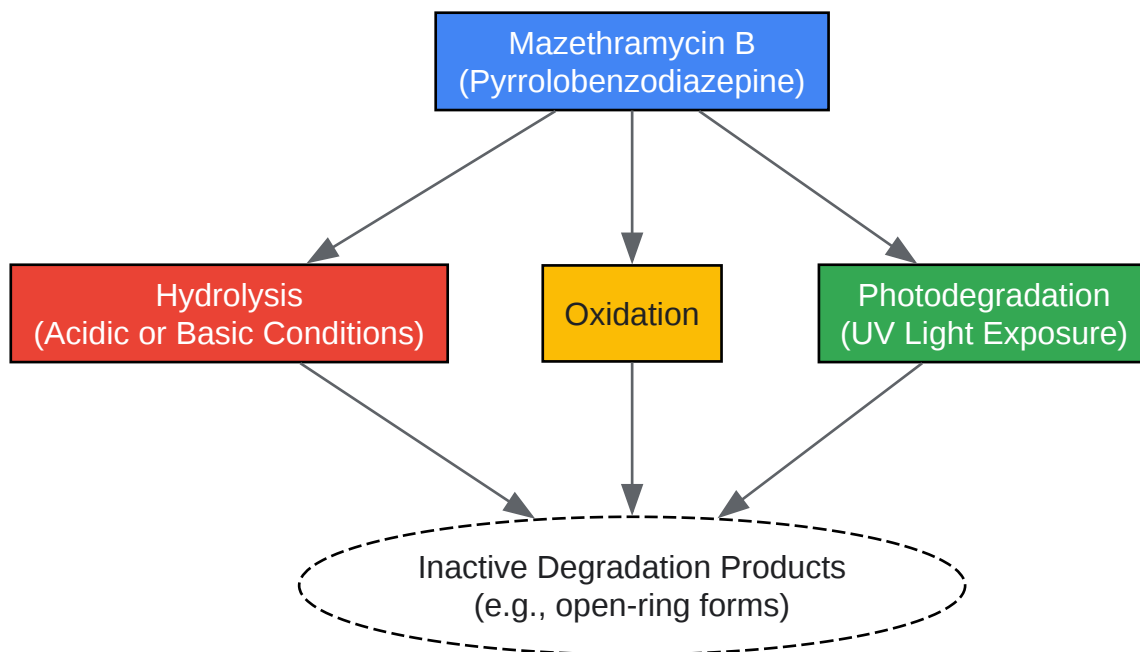 Mazethramycin B
(Pyrrolobenzodiazepine)
Hydrolysis
(Acidic or Basic Conditions)
Oxidation
Photodegradation
(UV Light Exposure)
Inactive Degradation Products
(e.g., open-ring forms)